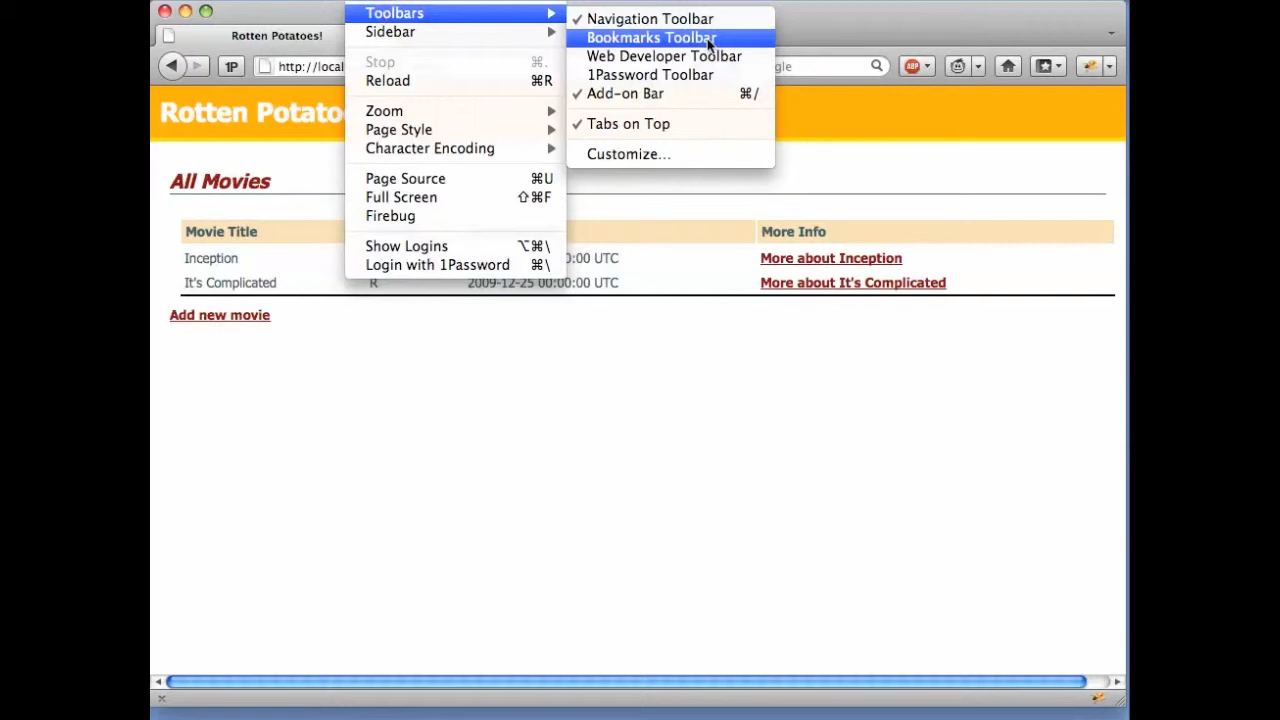 Toolbars
Sidebar
Stop ⌘.
Reload ⌘R
Zoom
Page Style
Character Encoding
Page Source ⌘U
Full Screen ⇧⌘F
Firebug
Show Logins ⌥⌘\
Login with 1Password ⌘\
✓ Navigation Toolbar
Bookmarks Toolbar
Web Developer Toolbar
1Password Toolbar
✓ Add-on Bar ⌘/
✓ Tabs on Top
Customize...
Rotten Potatoes!
1P http://local gle ABP
Rotten Potato
All Movies
Movie Title More Info
Inception :00 UTC More about Inception
It's Complicated R 2009-12-25 00:00:00 UTC More about It's Complicated
Add new movie